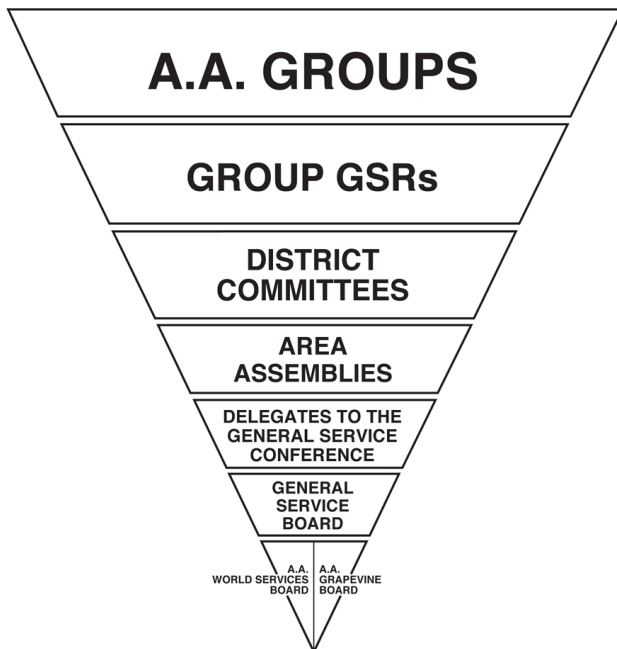 A.A. GROUPS
GROUP GSRs
DISTRICT
COMMITTEES
AREA
ASSEMBLIES
DELEGATES TO THE
GENERAL SERVICE
CONFERENCE
GENERAL
SERVICE
BOARD
A.A.
WORLD SERVICES
BOARD
A.A.
GRAPEVINE
BOARD